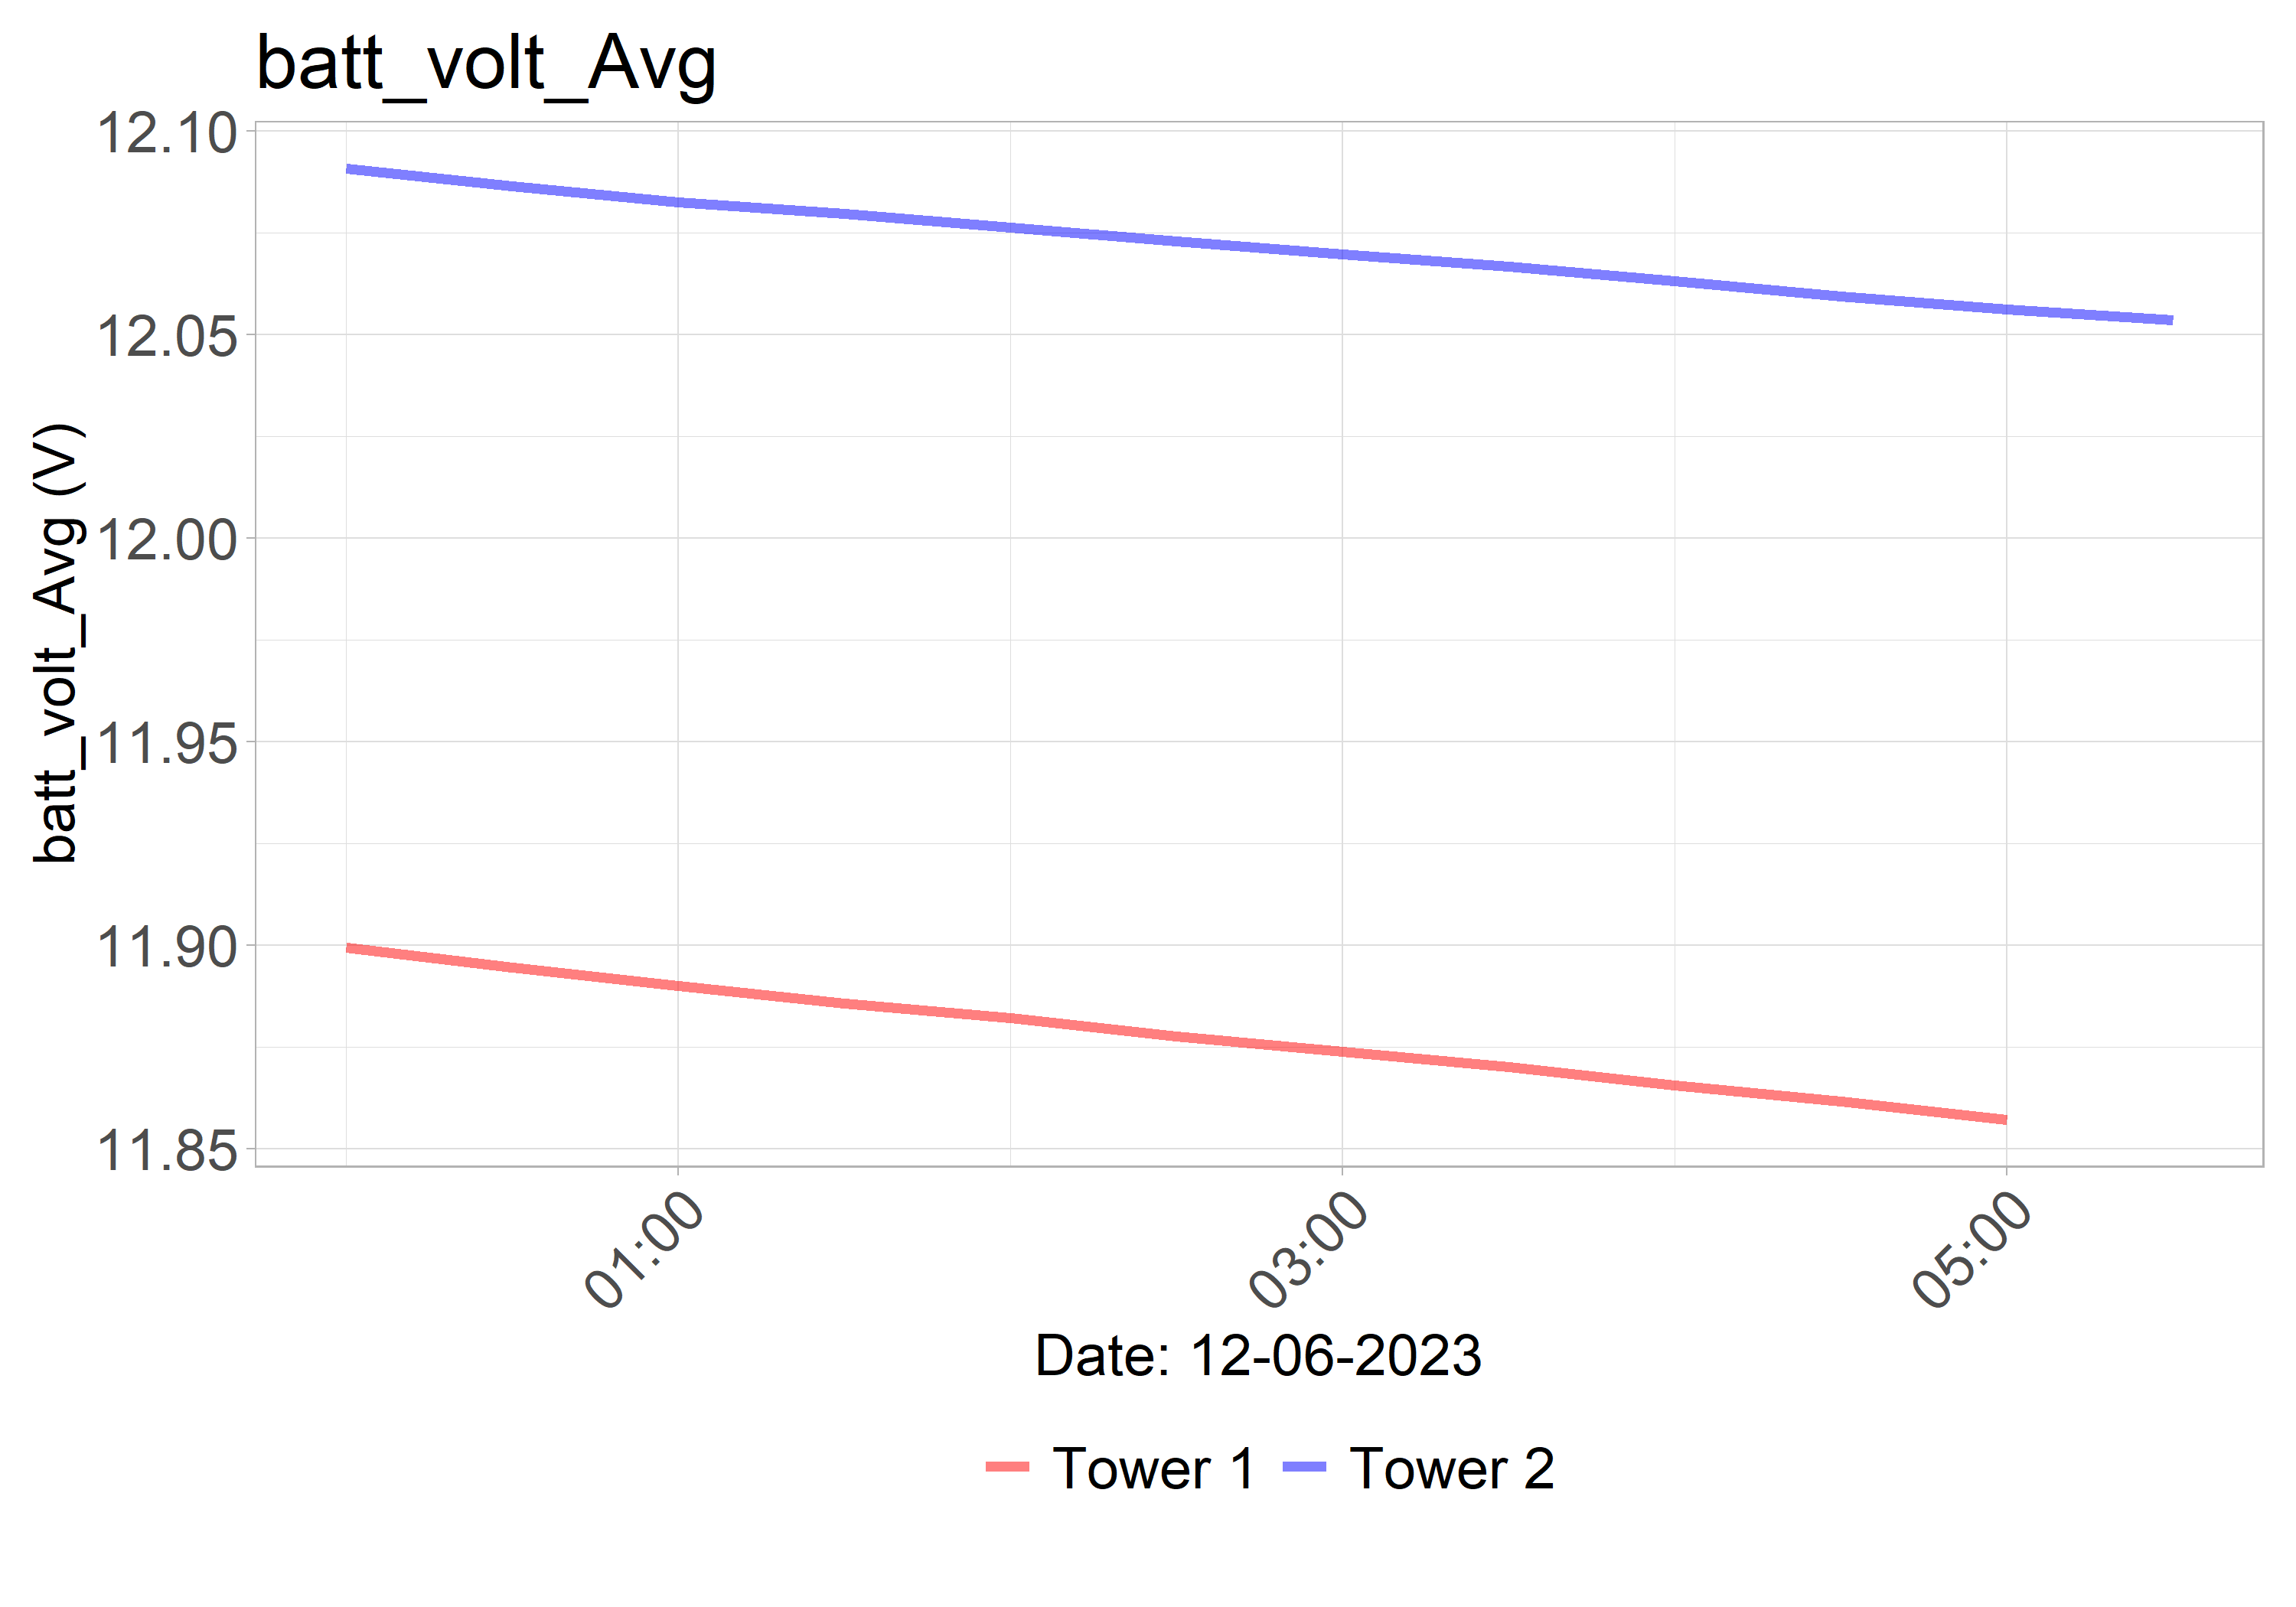 batt_volt_Avg
batt_volt_Avg (V)
12.10
12.05
12.00
11.95
11.90
11.85
01:00
03:00
05:00
Date: 12-06-2023
Tower 1
Tower 2